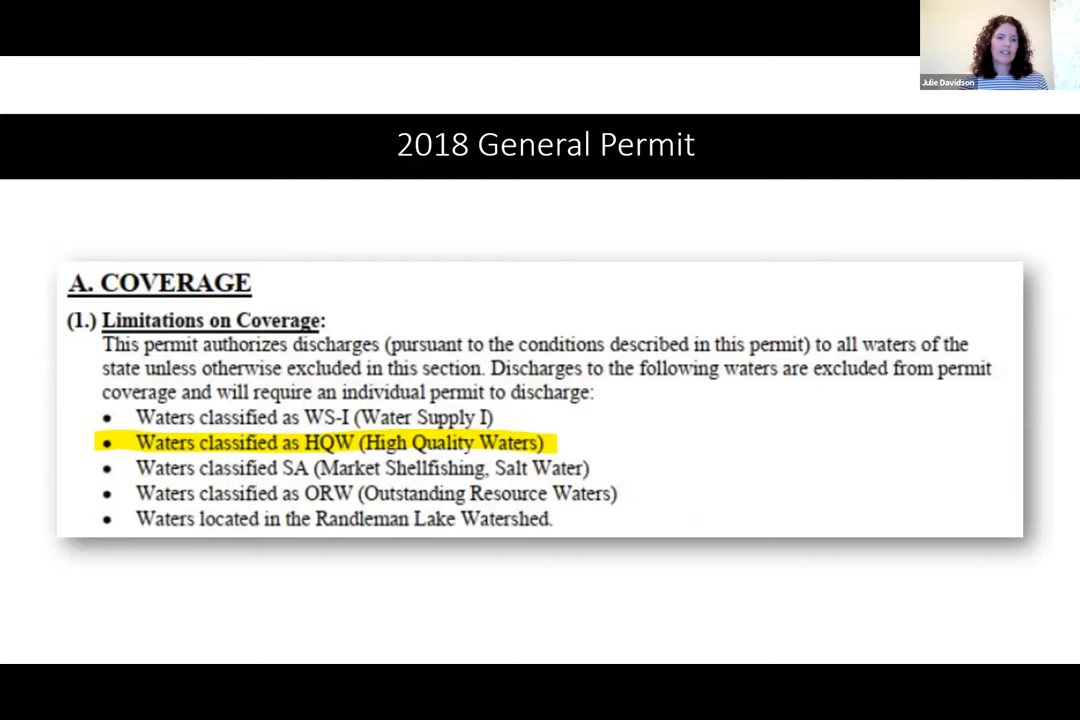 Julie Davidson
2018 General Permit
A. COVERAGE
(1.) Limitations on Coverage:
This permit authorizes discharges (pursuant to the conditions described in this permit) to all waters of the
state unless otherwise excluded in this section. Discharges to the following waters are excluded from permit
coverage and will require an individual permit to discharge:
• Waters classified as WS-I (Water Supply I)
• Waters classified as HQW (High Quality Waters)
• Waters classified SA (Market Shellfishing, Salt Water)
• Waters classified as ORW (Outstanding Resource Waters)
• Waters located in the Randleman Lake Watershed.